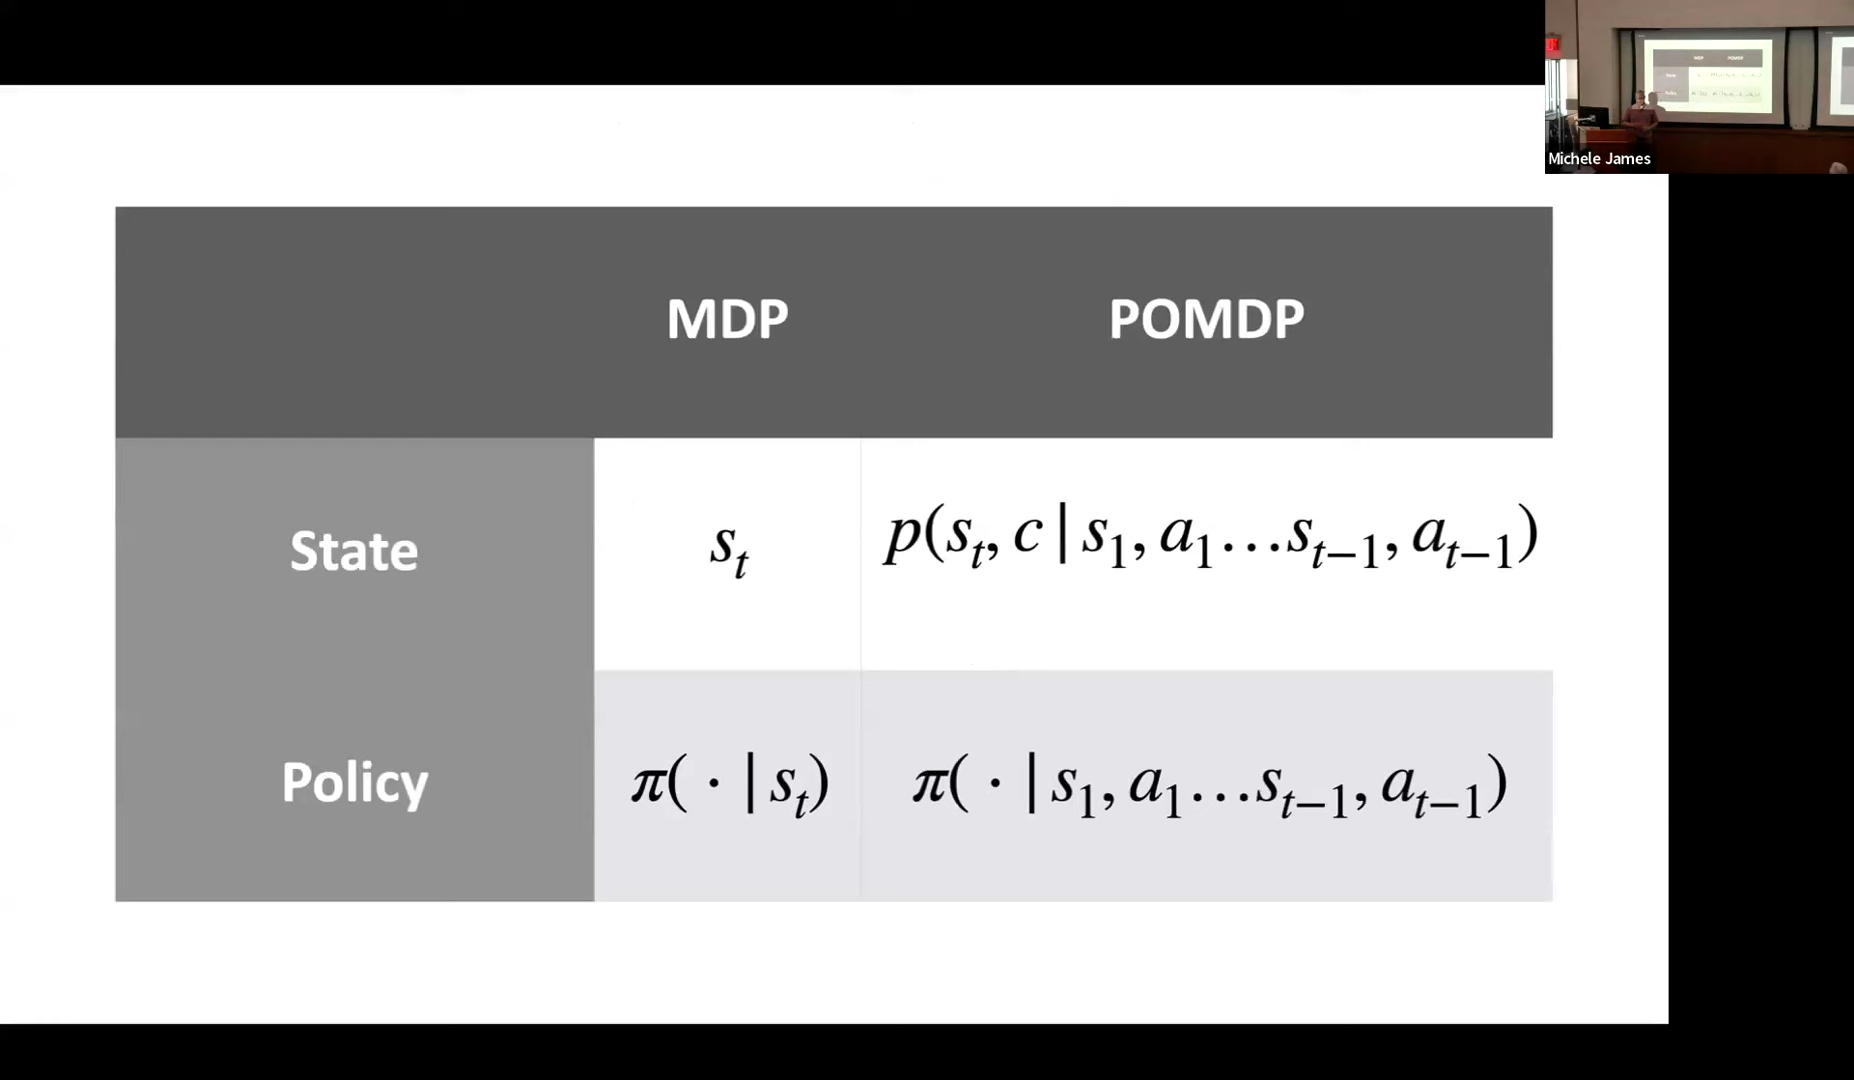 MDP POMDP
State s_t p(s_t, c | s_1, a_1…s_{t−1}, a_{t−1})
Policy π( · | s_t) π( · | s_1, a_1…s_{t−1}, a_{t−1})
Michele James